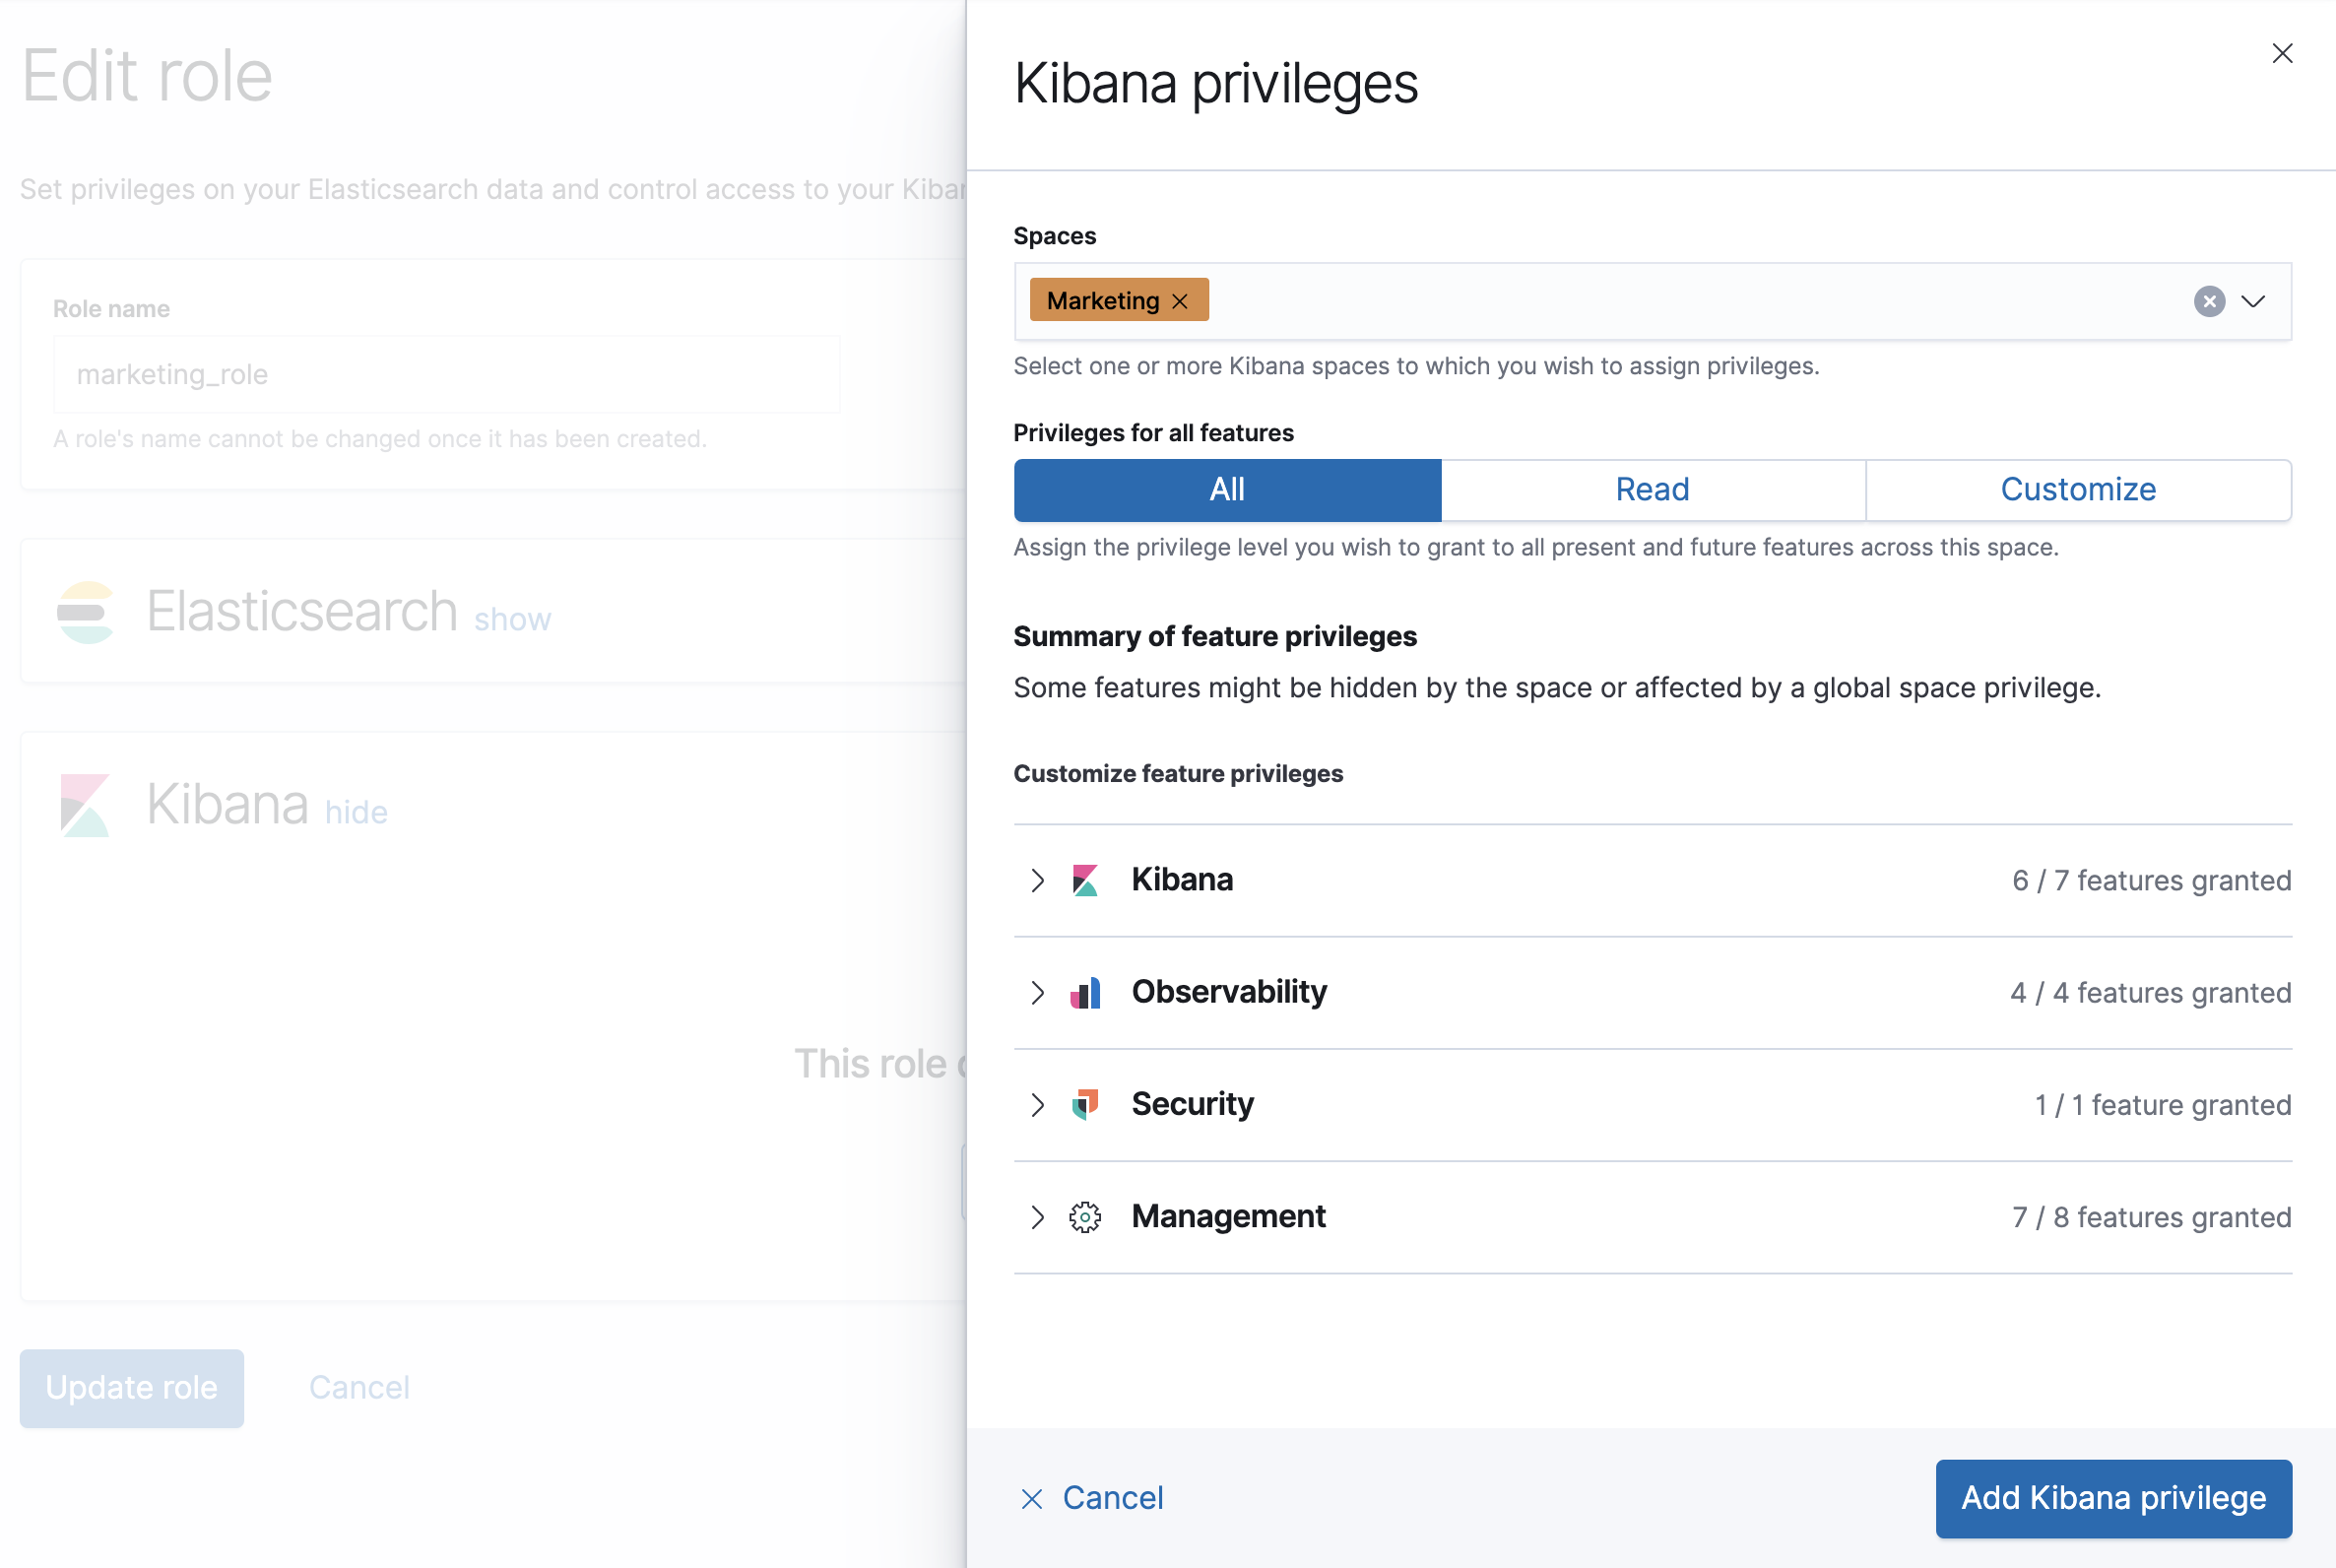 Edit role
Set privileges on your Elasticsearch data and control access to your
Role name
marketing_role
A role's name cannot be changed once it has been created.
Elasticsearch show
Kibana hide
This role
Update role
Cancel
Kibana privileges
Spaces
Marketing
Select one or more Kibana spaces to which you wish to assign privileges.
Privileges for all features
All
Read
Customize
Assign the privilege level you wish to grant to all present and future features across this space.
Summary of feature privileges
Some features might be hidden by the space or affected by a global space privilege.
Customize feature privileges
Kibana 6 / 7 features granted
Observability 4 / 4 features granted
Security 1 / 1 feature granted
Management 7 / 8 features granted
Cancel
Add Kibana privilege